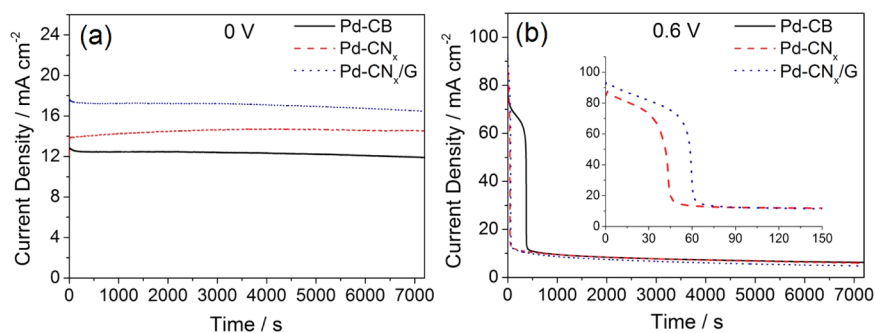 (a)
0 V
Pd-CB
Pd-CNx
Pd-CNx/G
Current Density / mA cm-2
28
24
20
16
12
8
4
0
0 1000 2000 3000 4000 5000 6000 7000
Time / s
(b)
0.6 V
Pd-CB
Pd-CNx
Pd-CNx/G
Current Density / mA cm-2
100
80
60
40
20
0
100
80
60
40
20
0
0 30 60 90 120 150
0 1000 2000 3000 4000 5000 6000 7000
Time / s